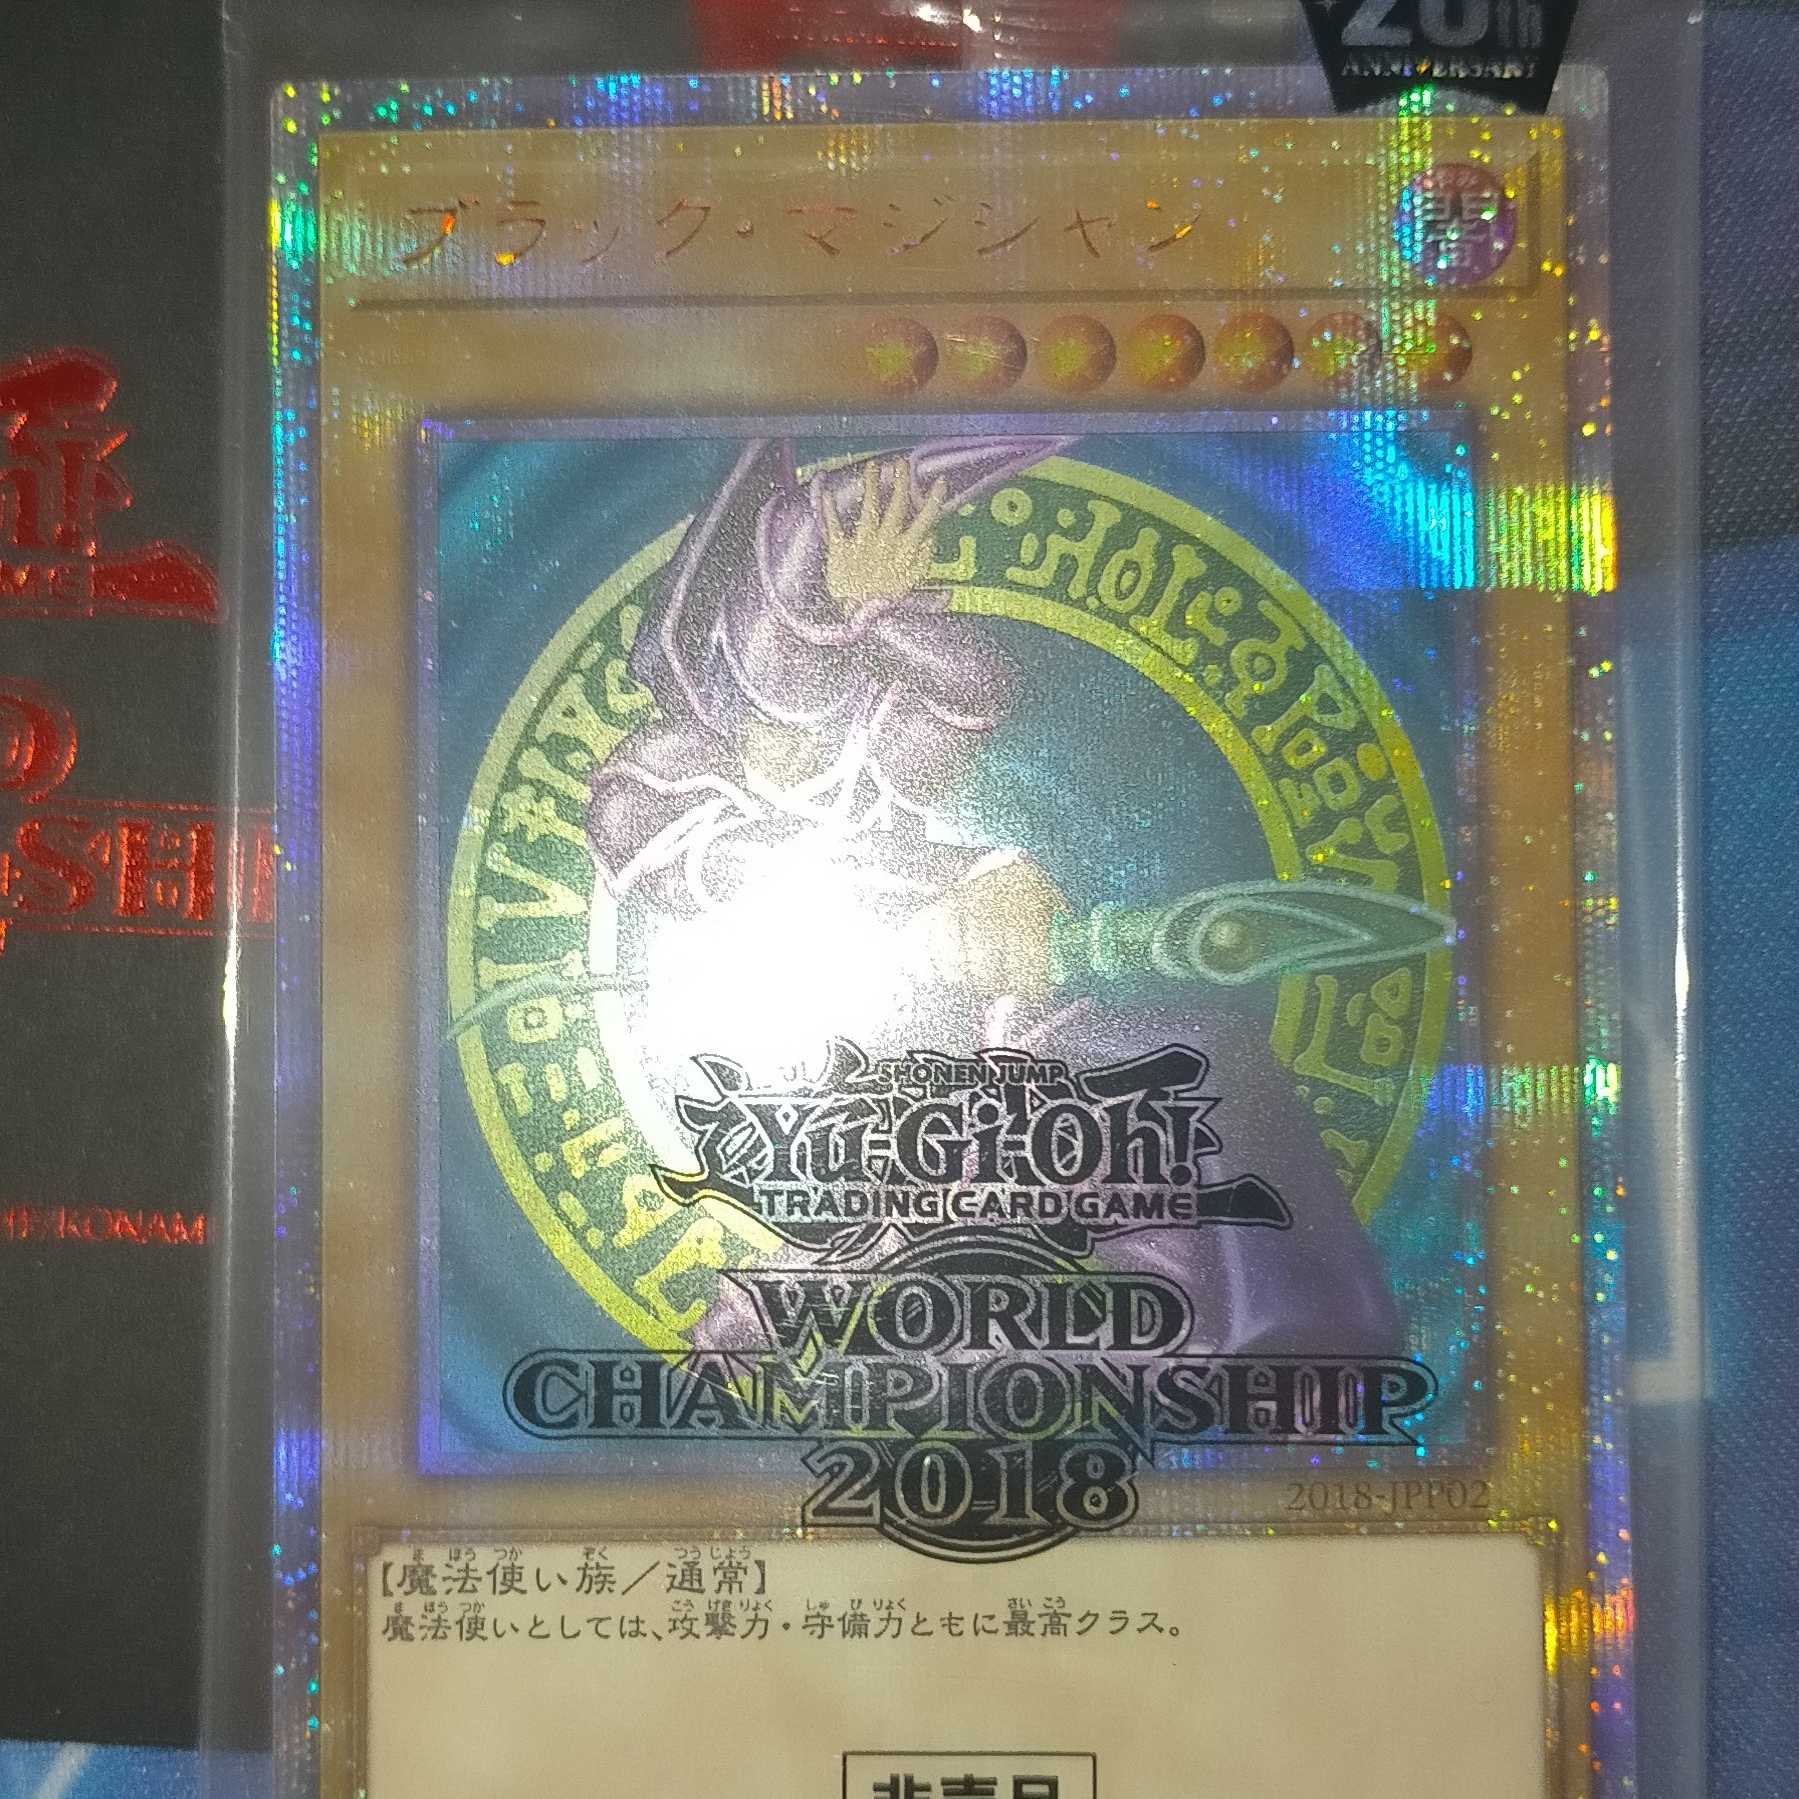 20th
ANNIVERSARY
ブラック・マジシャン
闇
SHONEN JUMP
Yu-Gi-Oh!
TRADING CARD GAME
WORLD
CHAMPIONSHIP
2018
2018-JPP02
【魔法使い族／通常】
魔法使いとしては、攻撃力・守備力ともに最高クラス。
非売品
KONAMI